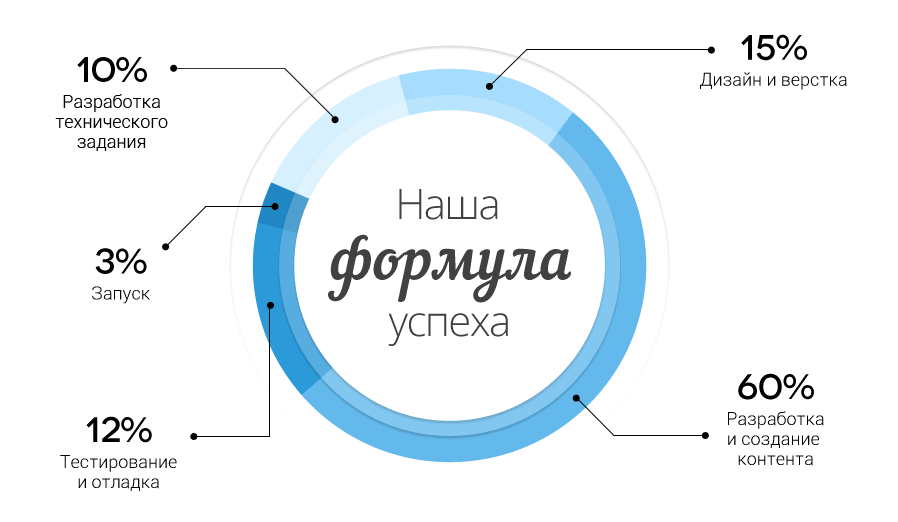 10%
Разработка
технического
задания
15%
Дизайн и верстка
3%
Запуск
Наша
формула
успеха
12%
Тестирование
и отладка
60%
Разработка
и создание
контента